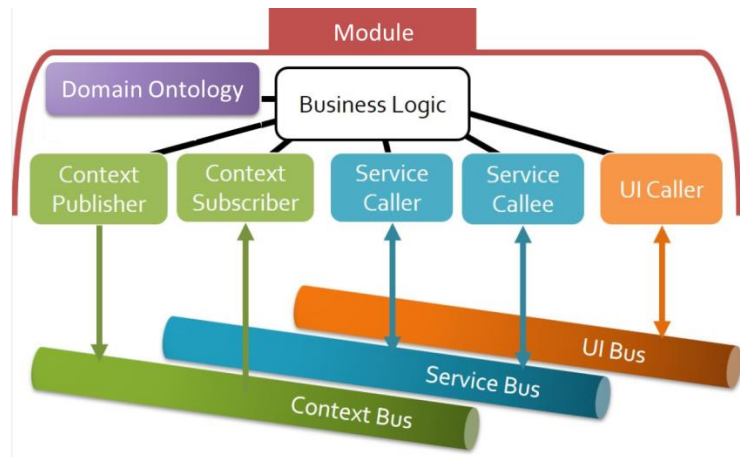 Module
Domain Ontology
Business Logic
Context
Publisher
Context
Subscriber
Service
Caller
Service
Callee
UI Caller
UI Bus
Service Bus
Context Bus